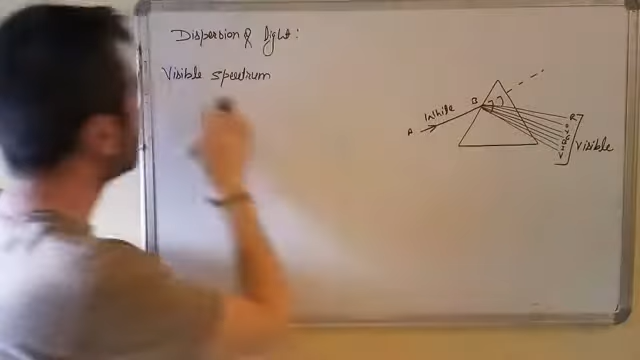 Dispersion of light:
Visible spectrum
White
A
B
R
O
Y
G
B
I
V
Visible